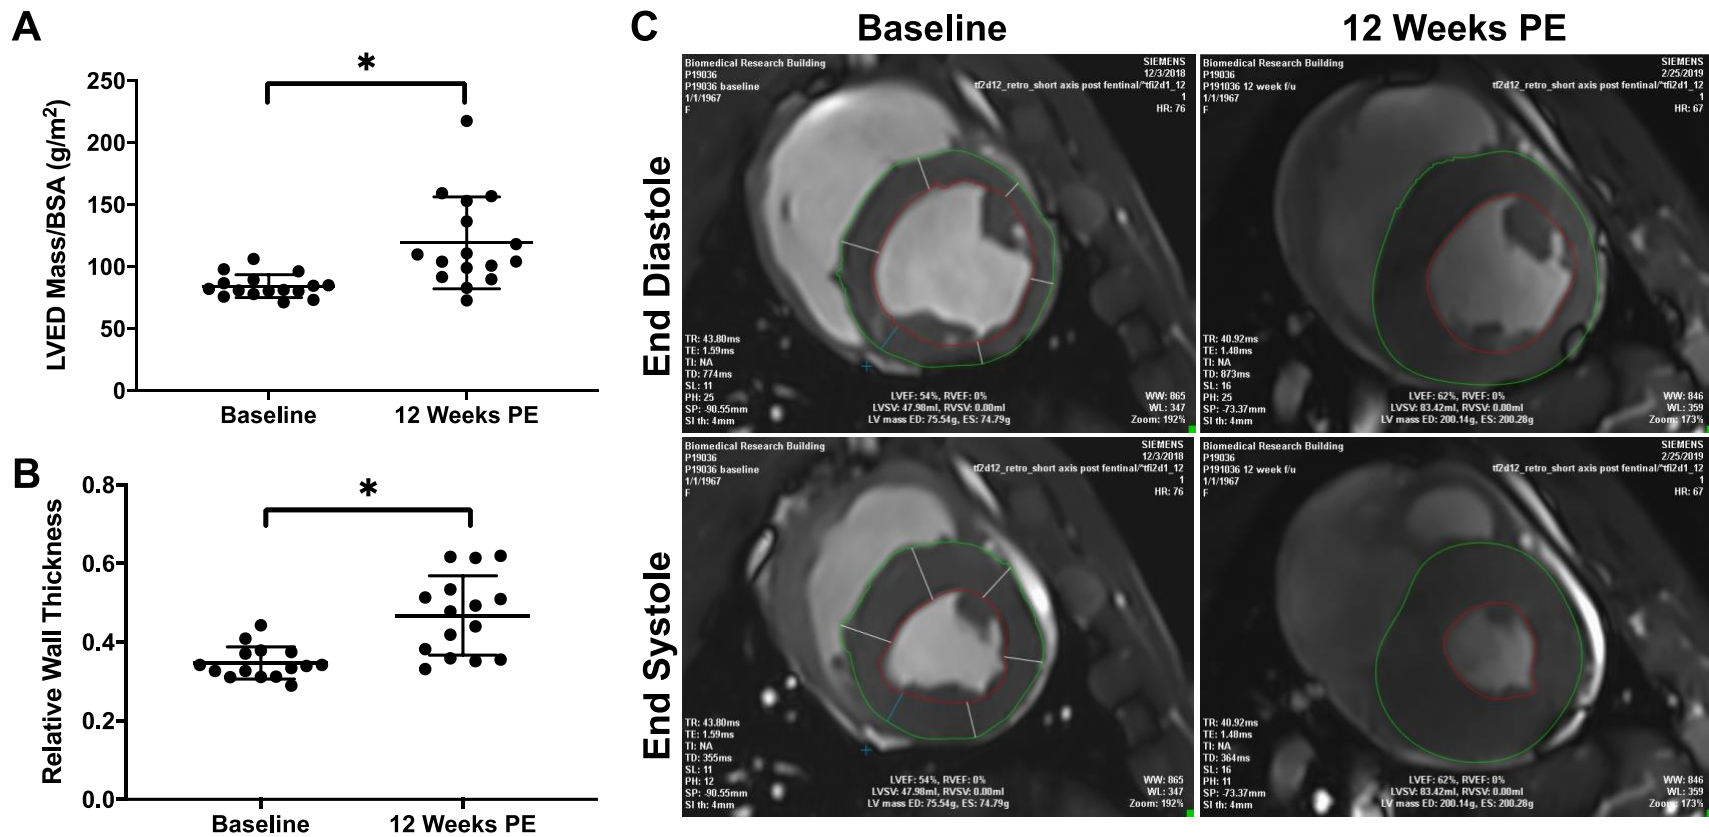 A
LVED Mass/BSA (g/m²)
250
200
150
100
50
0
*
Baseline
12 Weeks PE
B
Relative Wall Thickness
0.8
0.6
0.4
0.2
0.0
*
Baseline
12 Weeks PE
C
Baseline
12 Weeks PE
End Diastole
Biomedical Research Building
P19036
P19036 baseline
1/1/1967
F
SIEMENS
12/3/2018
tf2d12_retro_short axis post fentinal/*tfi2d1_12
1
HR: 76
TR: 43.80ms
TE: 1.59ms
TI: NA
TD: 774ms
SL: 11
PH: 25
SP: -90.55mm
Sl th: 4mm
LVEF: 54%, RVEF: 0%
LVSV: 47.98ml, RVSV: 0.00ml
LV mass ED: 75.54g, ES: 74.79g
WW: 865
WL: 347
Zoom: 192%
Biomedical Research Building
P19036
P191036 12 week f/u
1/1/1967
F
SIEMENS
2/25/2019
tf2d12_retro_short axis post fentinal/*tfi2d1_12
1
HR: 67
TR: 40.92ms
TE: 1.48ms
TI: NA
TD: 873ms
SL: 16
PH: 25
SP: -73.37mm
Sl th: 4mm
LVEF: 62%, RVEF: 0%
LVSV: 83.42ml, RVSV: 0.00ml
LV mass ED: 200.14g, ES: 200.28g
WW: 846
WL: 359
Zoom: 173%
End Systole
Biomedical Research Building
P19036
P19036 baseline
1/1/1967
F
SIEMENS
12/3/2018
tf2d12_retro_short axis post fentinal/*tfi2d1_12
1
HR: 76
TR: 43.80ms
TE: 1.59ms
TI: NA
TD: 355ms
SL: 11
PH: 12
SP: -90.55mm
Sl th: 4mm
LVEF: 54%, RVEF: 0%
LVSV: 47.98ml, RVSV: 0.00ml
LV mass ED: 75.54g, ES: 74.79g
WW: 865
WL: 347
Zoom: 192%
Biomedical Research Building
P19036
P191036 12 week f/u
1/1/1967
F
SIEMENS
2/25/2019
tf2d12_retro_short axis post fentinal/*tfi2d1_12
1
HR: 67
TR: 40.92ms
TE: 1.48ms
TI: NA
TD: 364ms
SL: 16
PH: 11
SP: -73.37mm
Sl th: 4mm
LVEF: 62%, RVEF: 0%
LVSV: 83.42ml, RVSV: 0.00ml
LV mass ED: 200.14g, ES: 200.28g
WW: 846
WL: 359
Zoom: 173%